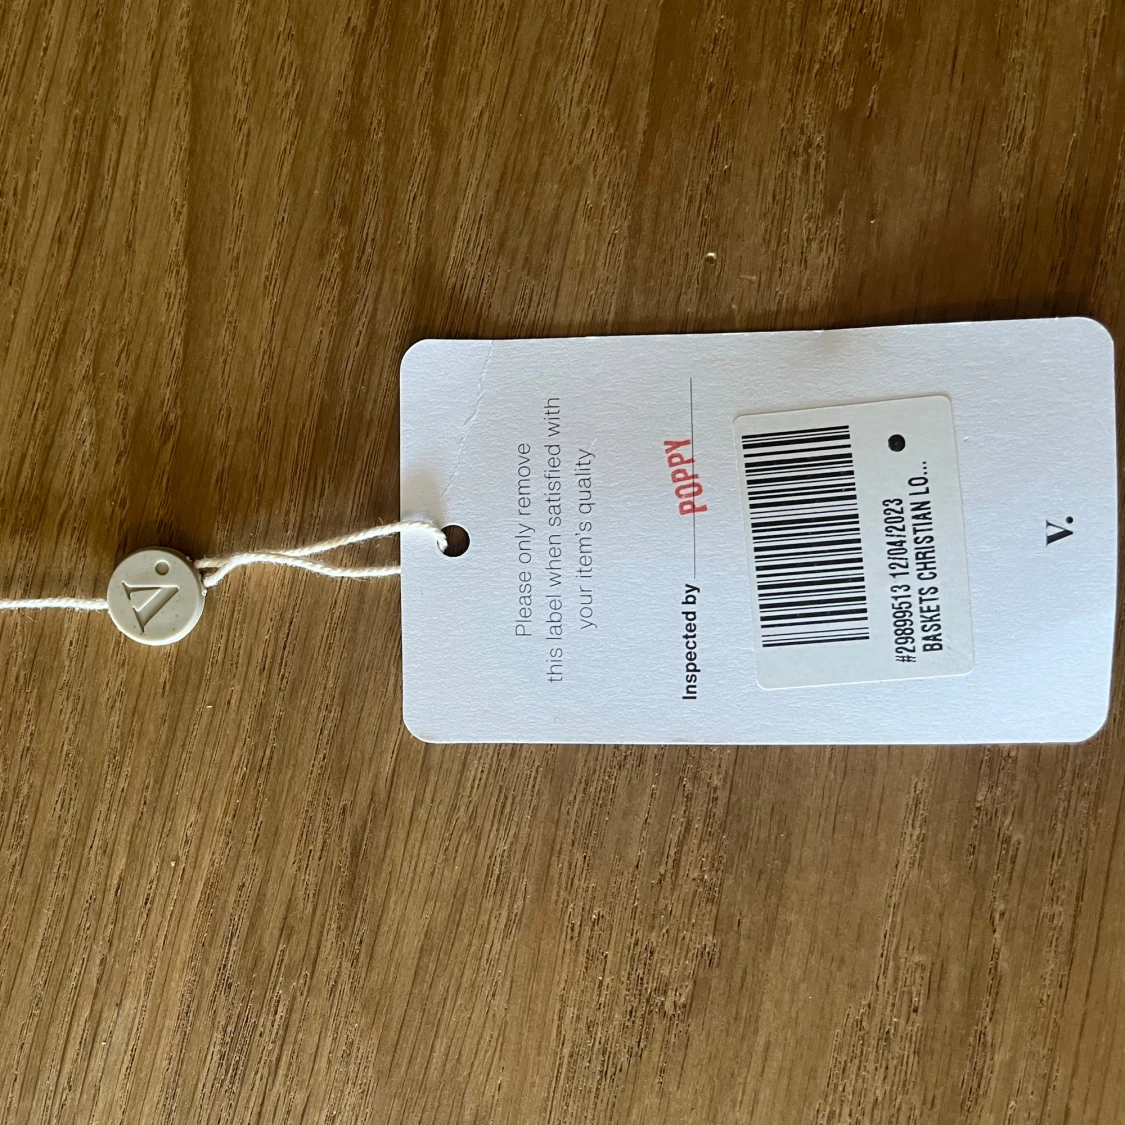 V.
Please only remove
this label when satisfied with
your item's quality
Inspected by POPPY
#29899513 12/04/2023
BASKETS CHRISTIAN LO...
V.